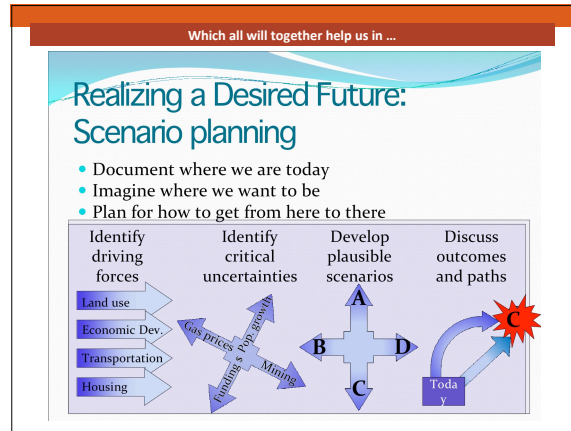 Which all will together help us in …
Realizing a Desired Future:
Scenario planning
Document where we are today
Imagine where we want to be
Plan for how to get from here to there
Identify
driving
forces
Identify
critical
uncertainties
Develop
plausible
scenarios
Discuss
outcomes
and paths
Land use
Economic Dev.
Transportation
Housing
Gas prices
Pop. growth
Funding $
Mining
A
B
D
C
C
Toda
y